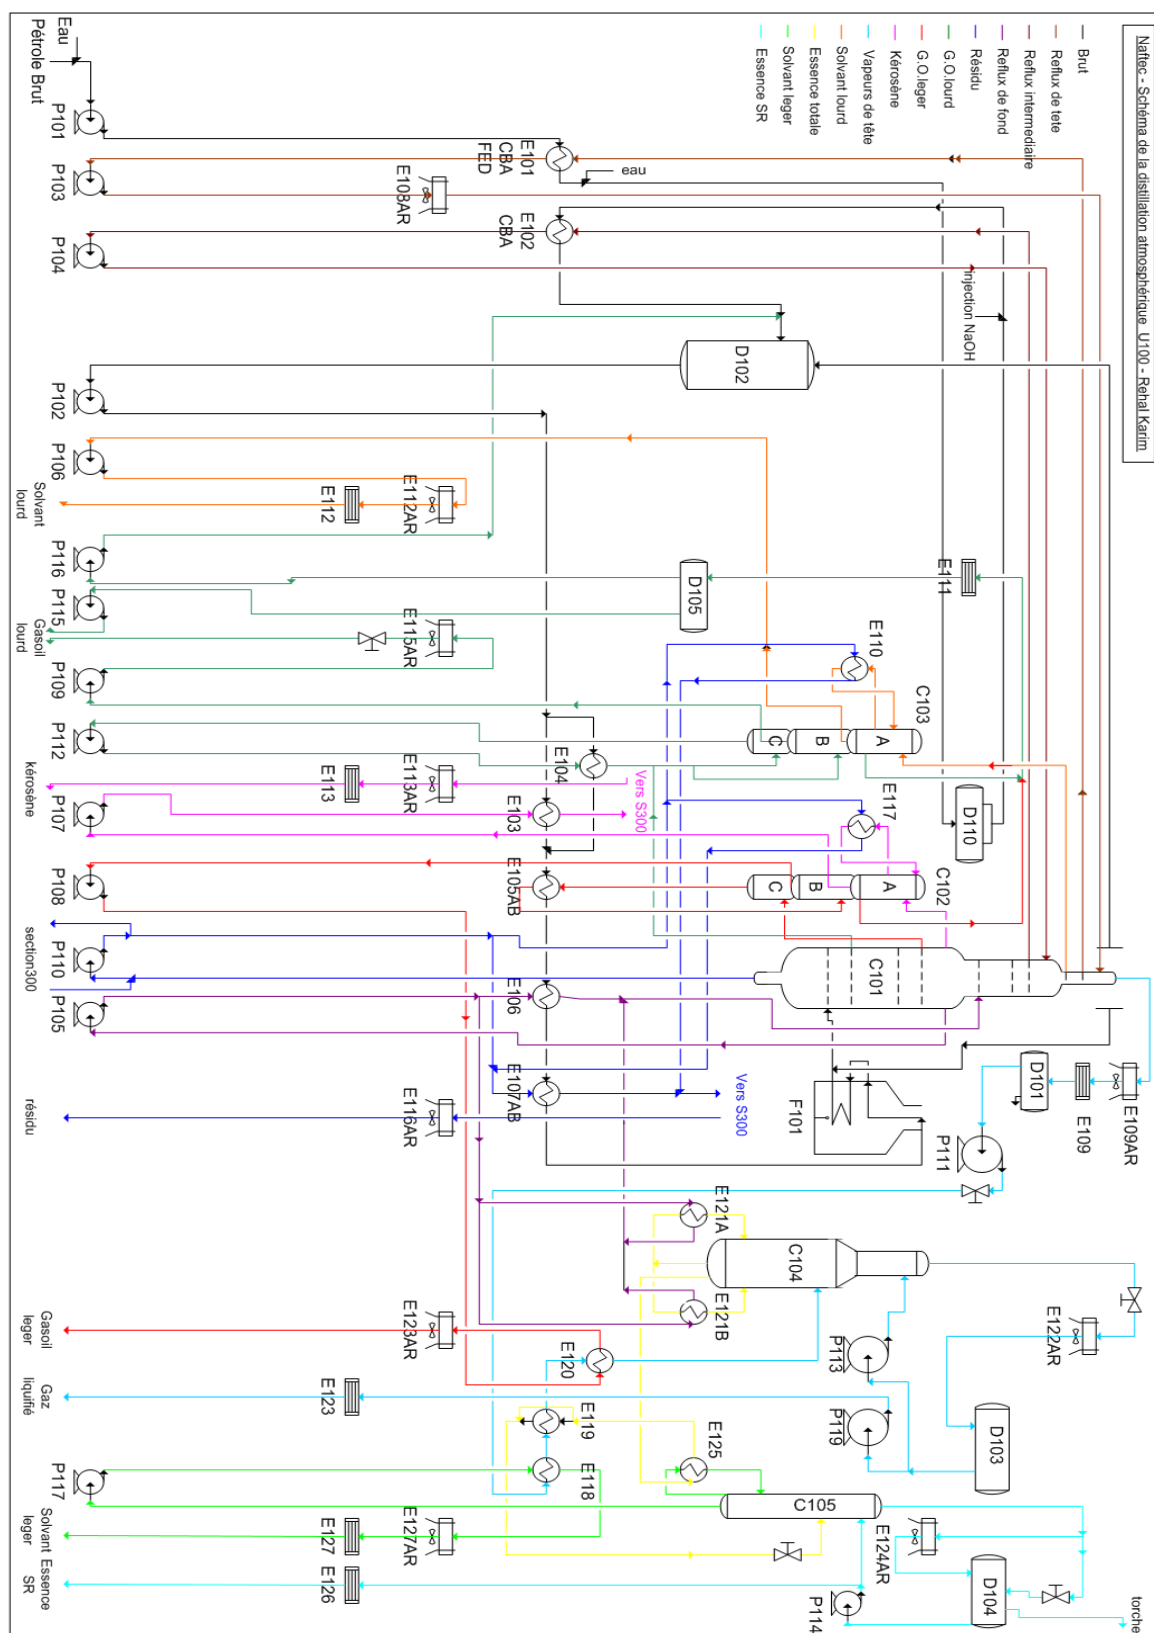 Naftec - Schéma de la distillation atmosphérique U100 - Rehal Karim
Brut
Reflux de tete
Reflux intermediaire
Reflux de fond
Résidu
G.O.lourd
G.O.leger
Kérosène
Vapeurs de tête
Solvant lourd
Essence totale
Solvant leger
Essence SR
torche
E109AR
E109
D101
P111
E122AR
D103
D104
E124AR
P114
P113
P119
D110
injection NaOH
E111
C103
A
B
C
E110
C102
A
B
C
E117
C101
F101
C104
C105
D102
D105
E121A
E121B
E125
Vers S300
Vers S300
eau
E101
CBA
FED
E102
CBA
E104
E103
E105AB
E106
E107AB
E120
E119
E118
E108AR
E112AR
E115AR
E113AR
E116AR
E123AR
E127AR
E112
E113
E123
E127
E126
Eau
Pétrole Brut
P101
P103
P104
P102
P106
P116
P115
P109
P112
P107
P108
P110
P105
P117
Solvant
lourd
Gasoil
lourd
kérosène
section300
résidu
Gasoil
leger
Gaz
liquifié
Solvant
leger
Essence
SR